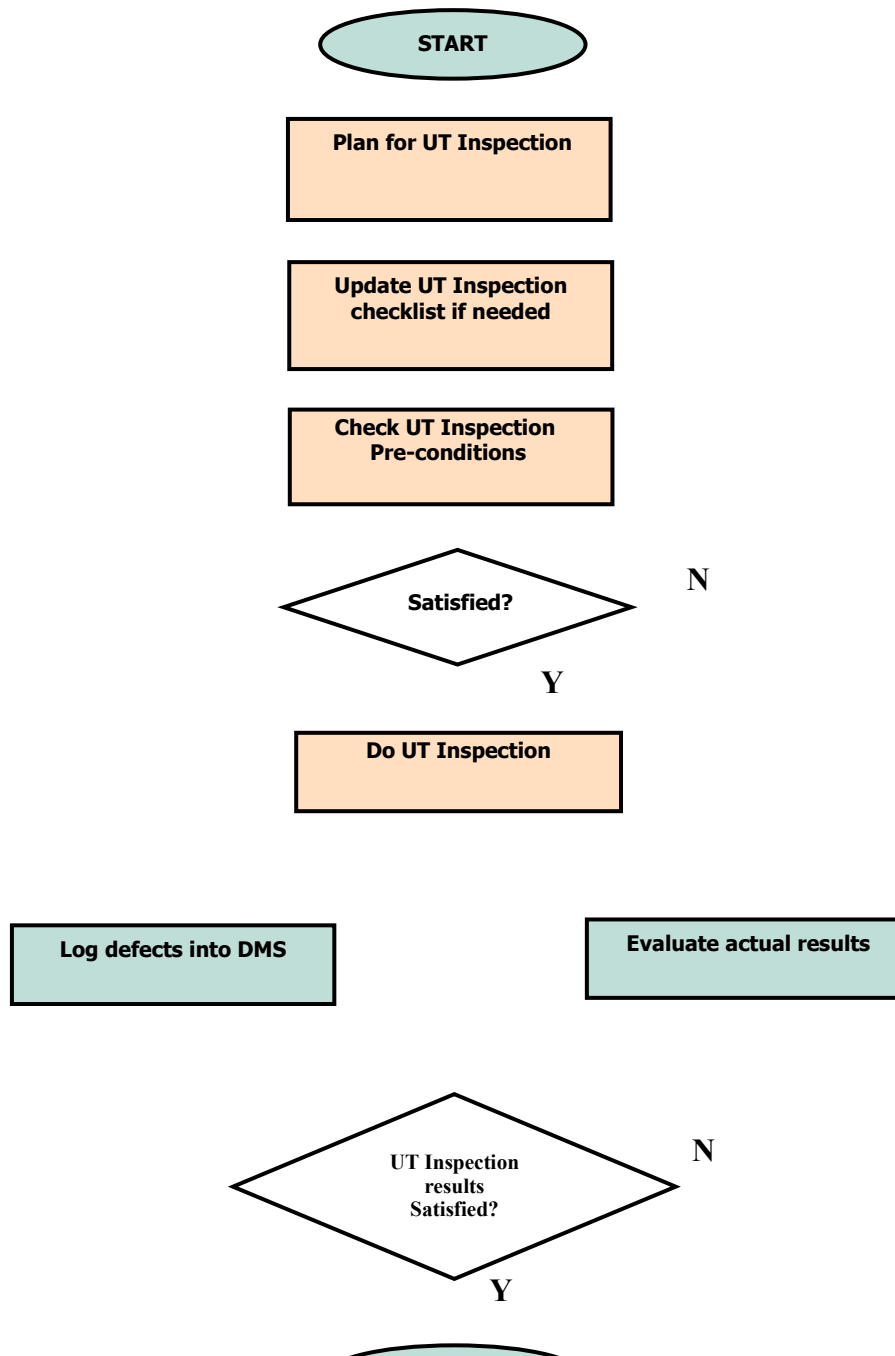 START
Plan for UT Inspection
Update UT Inspection
checklist if needed
Check UT Inspection
Pre-conditions
Satisfied?
N
Y
Do UT Inspection
Log defects into DMS
Evaluate actual results
UT Inspection
results
Satisfied?
N
Y